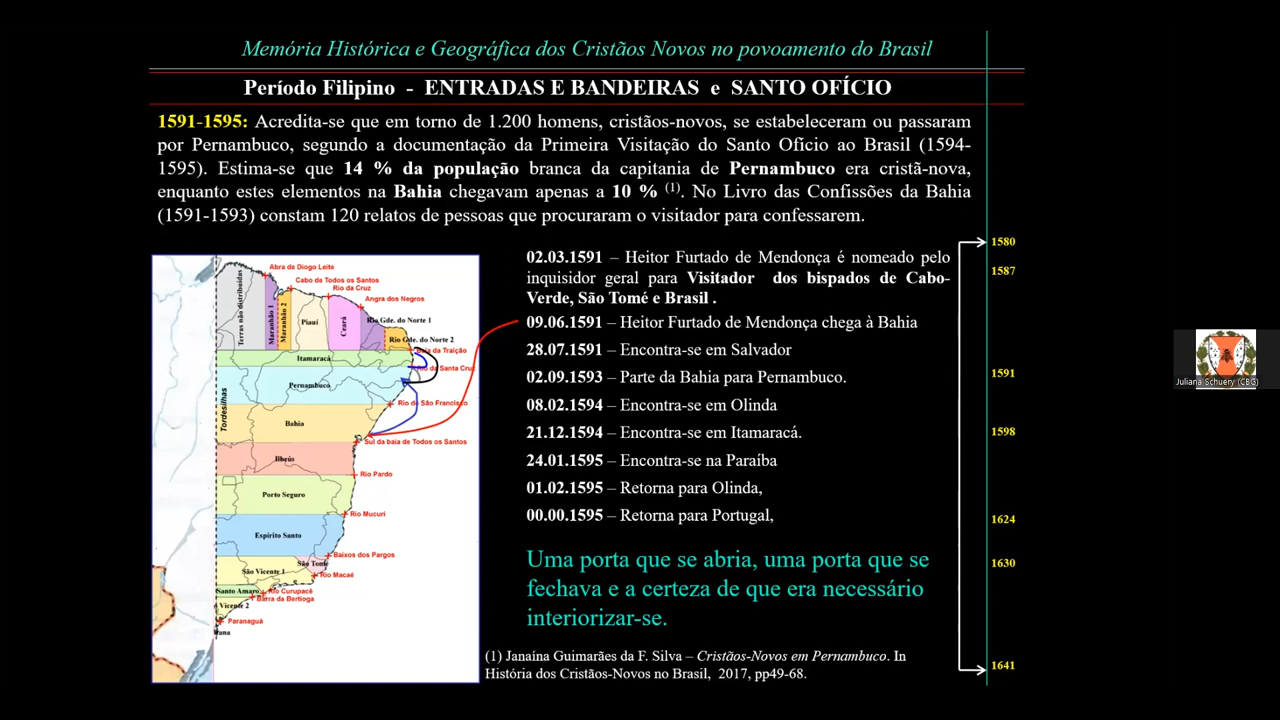 Memória Histórica e Geográfica dos Cristãos Novos no povoamento do Brasil
Período Filipino - ENTRADAS E BANDEIRAS e SANTO OFÍCIO
1591-1595: Acredita-se que em torno de 1.200 homens, cristãos-novos, se estabeleceram ou passaram
por Pernambuco, segundo a documentação da Primeira Visitação do Santo Ofício ao Brasil (1594-
1595). Estima-se que 14 % da população branca da capitania de Pernambuco era cristã-nova,
enquanto estes elementos na Bahia chegavam apenas a 10 % (1). No Livro das Confissões da Bahia
(1591-1593) constam 120 relatos de pessoas que procuraram o visitador para confessarem.
Abra de Diogo Leite
Cabo de Todos os Santos
Rio da Cruz
Angra dos Negros
Terras não distribuídas
Maranhão 1
Maranhão 2
Piauí
Ceará
Rio Gde. do Norte 1
Rio Gde. do Norte 2
Baia da Traição
Itamaracá
Rio da Santa Cruz
Pernambuco
Tordesilhas
Rio de São Francisco
Bahia
Sul da baia de Todos os Santos
Ilhéus
Rio Pardo
Porto Seguro
Rio Mucuri
Espírito Santo
Baixos dos Pargos
São Tomé
São Vicente 1
Rio Macaé
Santo Amaro
Rio Curupacê
Barra da Bertioga
Vicente 2
Paranaguá
02.03.1591 – Heitor Furtado de Mendonça é nomeado pelo
inquisidor geral para Visitador dos bispados de Cabo-
Verde, São Tomé e Brasil .
09.06.1591 – Heitor Furtado de Mendonça chega à Bahia
28.07.1591 – Encontra-se em Salvador
02.09.1593 – Parte da Bahia para Pernambuco.
08.02.1594 – Encontra-se em Olinda
21.12.1594 – Encontra-se em Itamaracá.
24.01.1595 – Encontra-se na Paraíba
01.02.1595 – Retorna para Olinda,
00.00.1595 – Retorna para Portugal,
Uma porta que se abria, uma porta que se
fechava e a certeza de que era necessário
interiorizar-se.
(1) Janaína Guimarães da F. Silva – Cristãos-Novos em Pernambuco. In
História dos Cristãos-Novos no Brasil, 2017, pp49-68.
1580
1587
1591
1598
1624
1630
1641
Juliana Schuery (CBG)